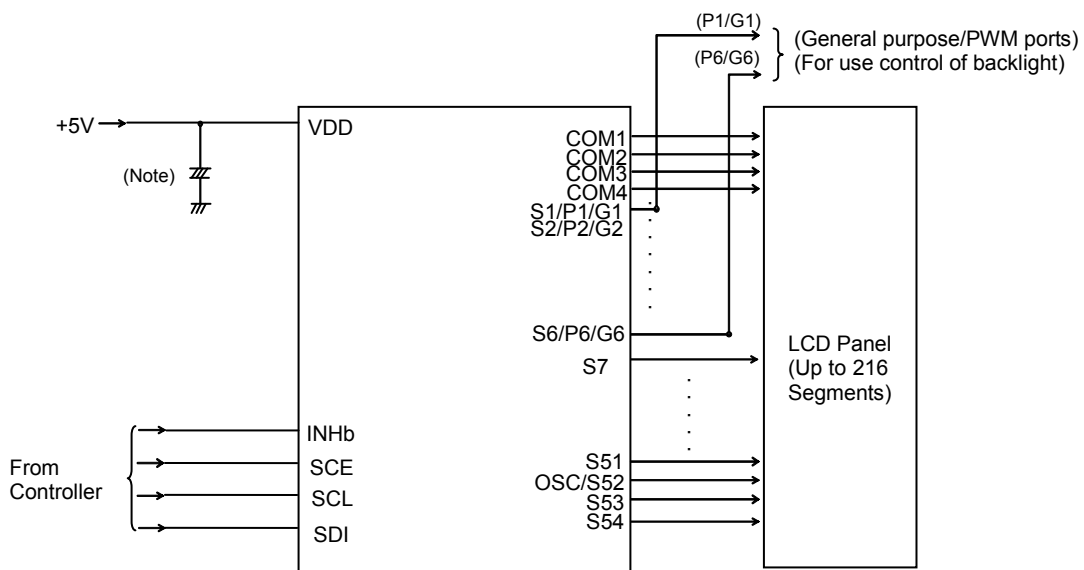 (P1/G1)
(General purpose/PWM ports)
(P6/G6)
(For use control of backlight)
+5V
VDD
(Note)
COM1
COM2
COM3
COM4
S1/P1/G1
S2/P2/G2
S6/P6/G6
S7
LCD Panel
(Up to 216
Segments)
From
Controller
INHb
SCE
SCL
SDI
S51
OSC/S52
S53
S54